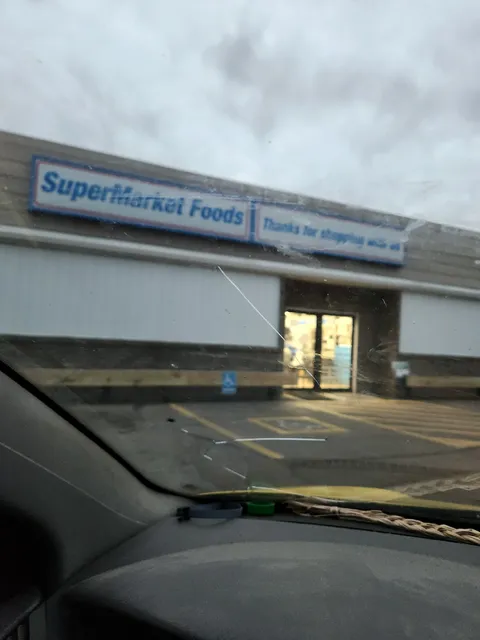 SuperMarket Foods
Thanks for shopping with us